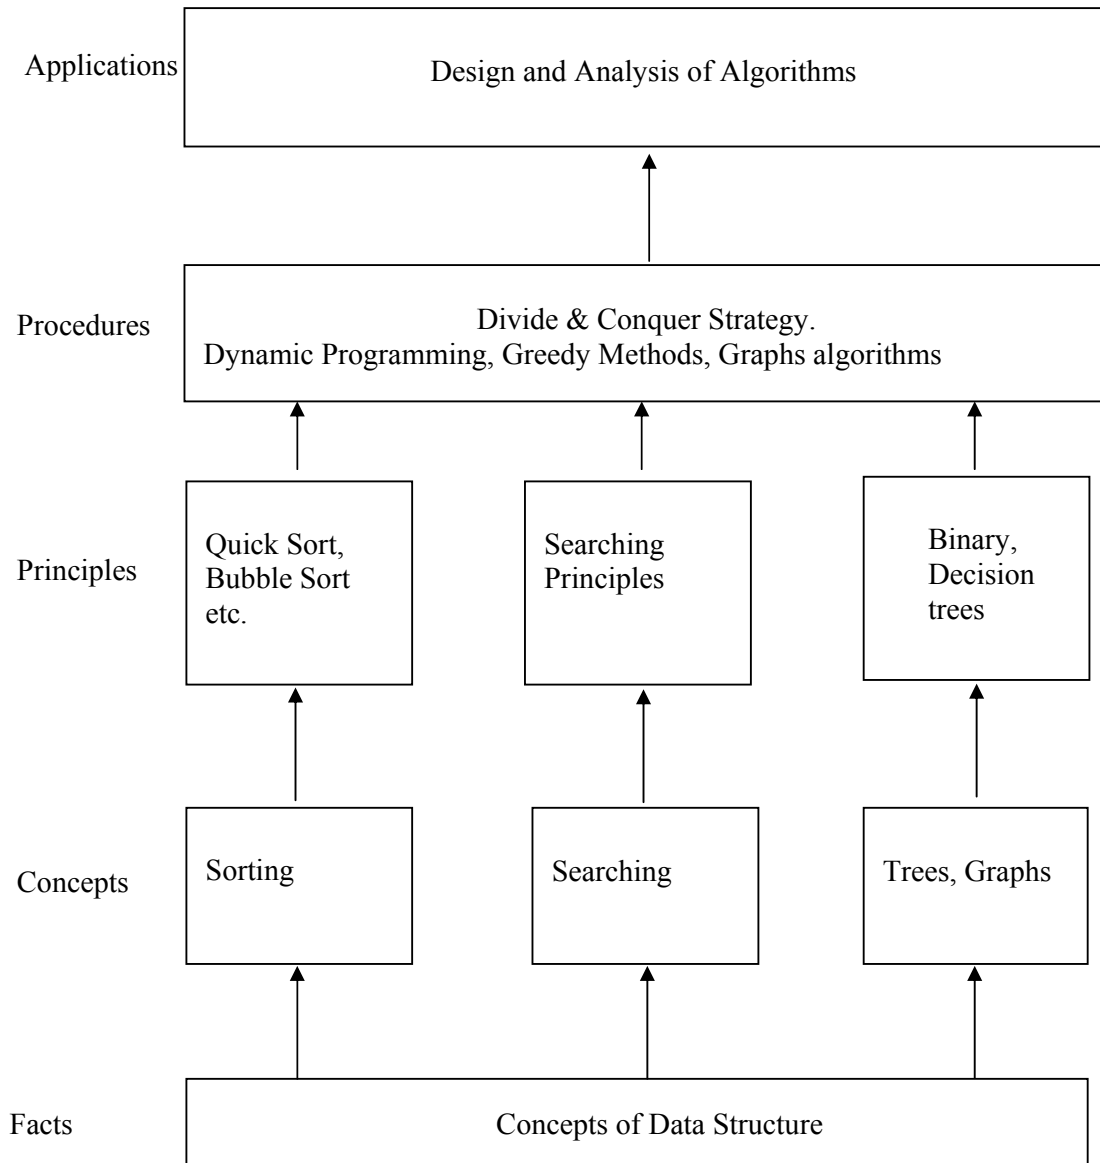 Applications
Design and Analysis of Algorithms
Procedures
Divide & Conquer Strategy.
Dynamic Programming, Greedy Methods, Graphs algorithms
Principles
Quick Sort,
Bubble Sort
etc.
Searching
Principles
Binary,
Decision
trees
Concepts
Sorting
Searching
Trees, Graphs
Facts
Concepts of Data Structure